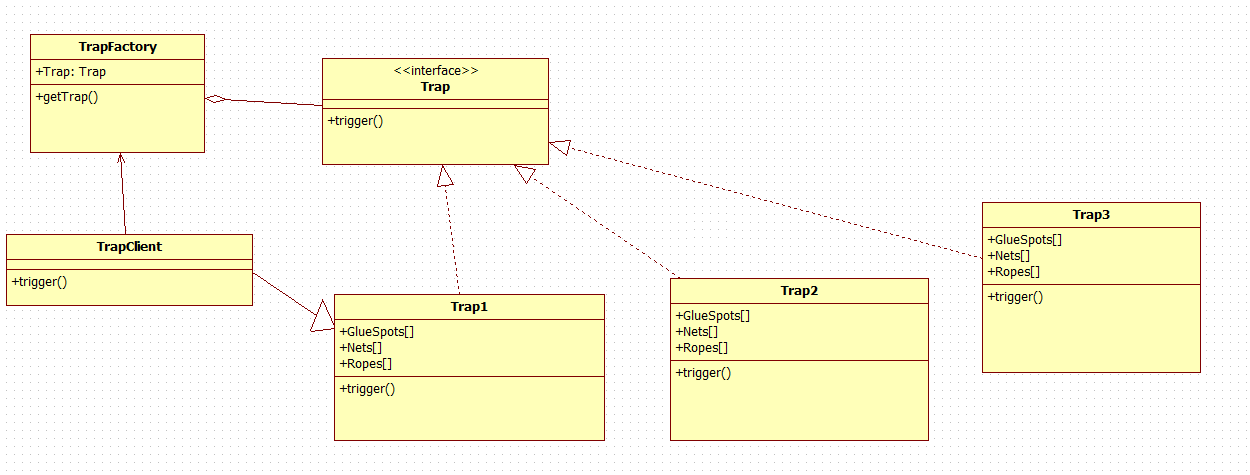 TrapFactory
+Trap: Trap
+getTrap()
<<interface>>
Trap
+trigger()
TrapClient
+trigger()
Trap1
+GlueSpots[]
+Nets[]
+Ropes[]
+trigger()
Trap2
+GlueSpots[]
+Nets[]
+Ropes[]
+trigger()
Trap3
+GlueSpots[]
+Nets[]
+Ropes[]
+trigger()